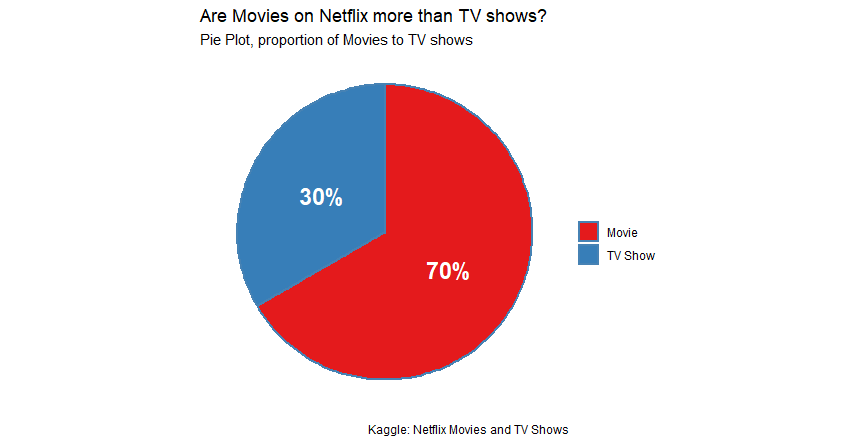 Are Movies on Netflix more than TV shows?
Pie Plot, proportion of Movies to TV shows
30%
70%
Movie
TV Show
Kaggle: Netflix Movies and TV Shows